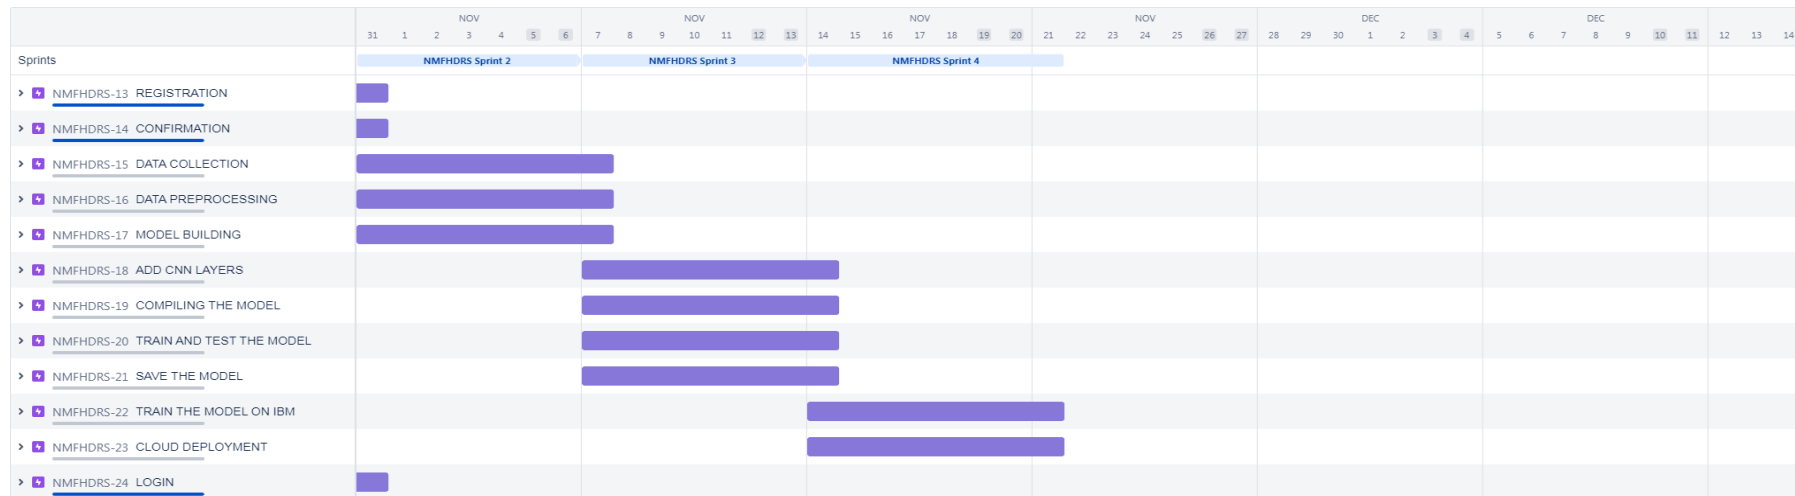 NOV NOV NOV NOV DEC DEC
31 1 2 3 4 5 6 7 8 9 10 11 12 13 14 15 16 17 18 19 20 21 22 23 24 25 26 27 28 29 30 1 2 3 4 5 6 7 8 9 10 11 12 13 14
Sprints NMFHDRS Sprint 2 NMFHDRS Sprint 3 NMFHDRS Sprint 4
NMFHDRS-13 REGISTRATION
NMFHDRS-14 CONFIRMATION
NMFHDRS-15 DATA COLLECTION
NMFHDRS-16 DATA PREPROCESSING
NMFHDRS-17 MODEL BUILDING
NMFHDRS-18 ADD CNN LAYERS
NMFHDRS-19 COMPILING THE MODEL
NMFHDRS-20 TRAIN AND TEST THE MODEL
NMFHDRS-21 SAVE THE MODEL
NMFHDRS-22 TRAIN THE MODEL ON IBM
NMFHDRS-23 CLOUD DEPLOYMENT
NMFHDRS-24 LOGIN